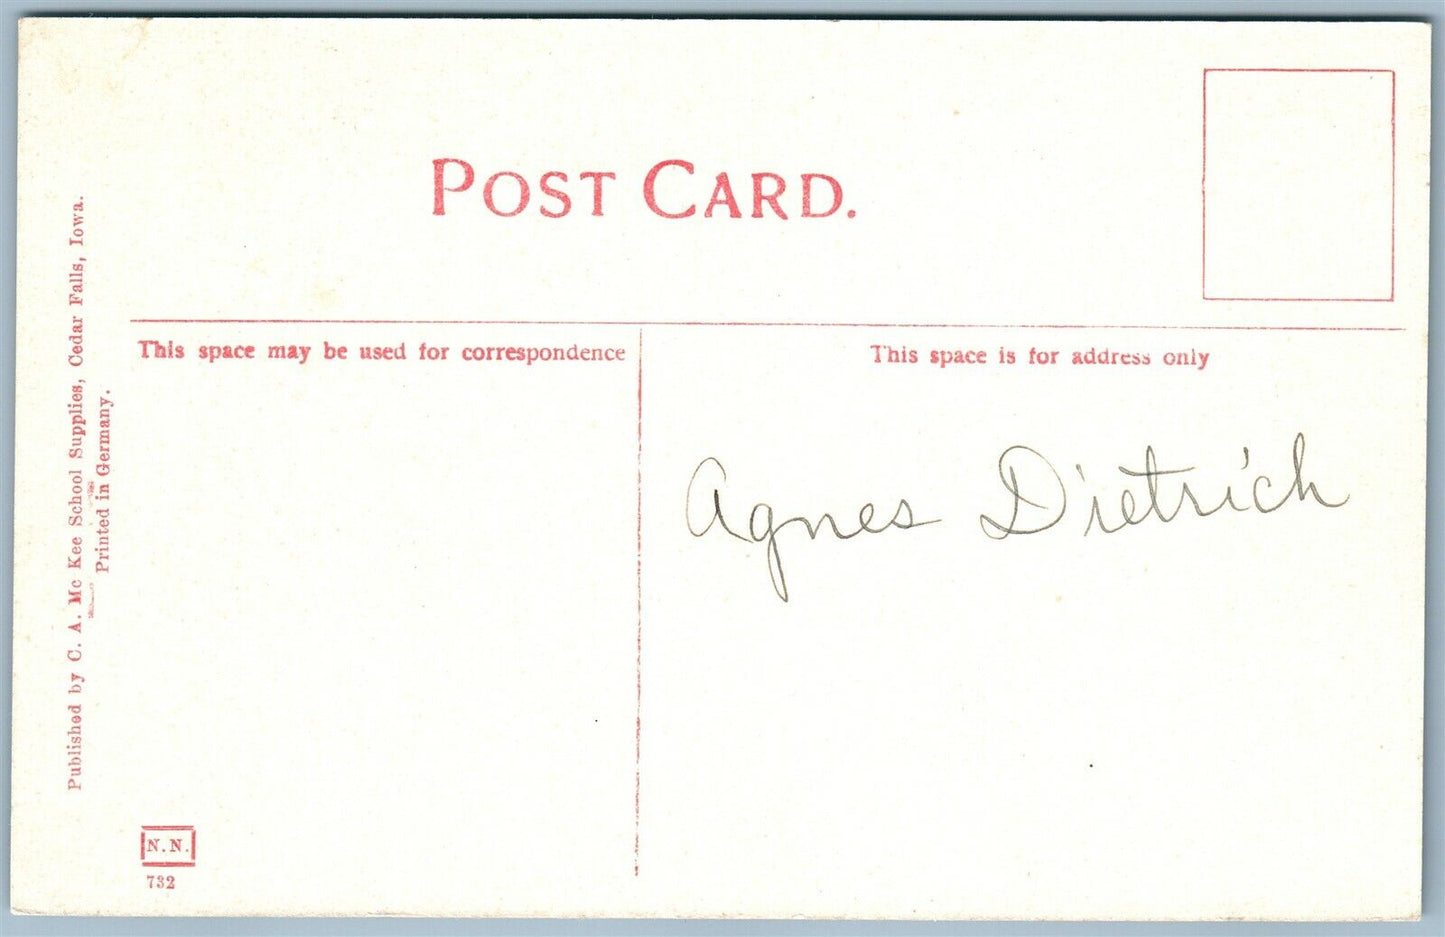 POST CARD.
Published by C. A. Mc Kee School Supplies, Cedar Falls, Iowa.
Printed in Germany.
This space may be used for correspondence
This space is for address only
Agnes Dietrich
N. N.
732